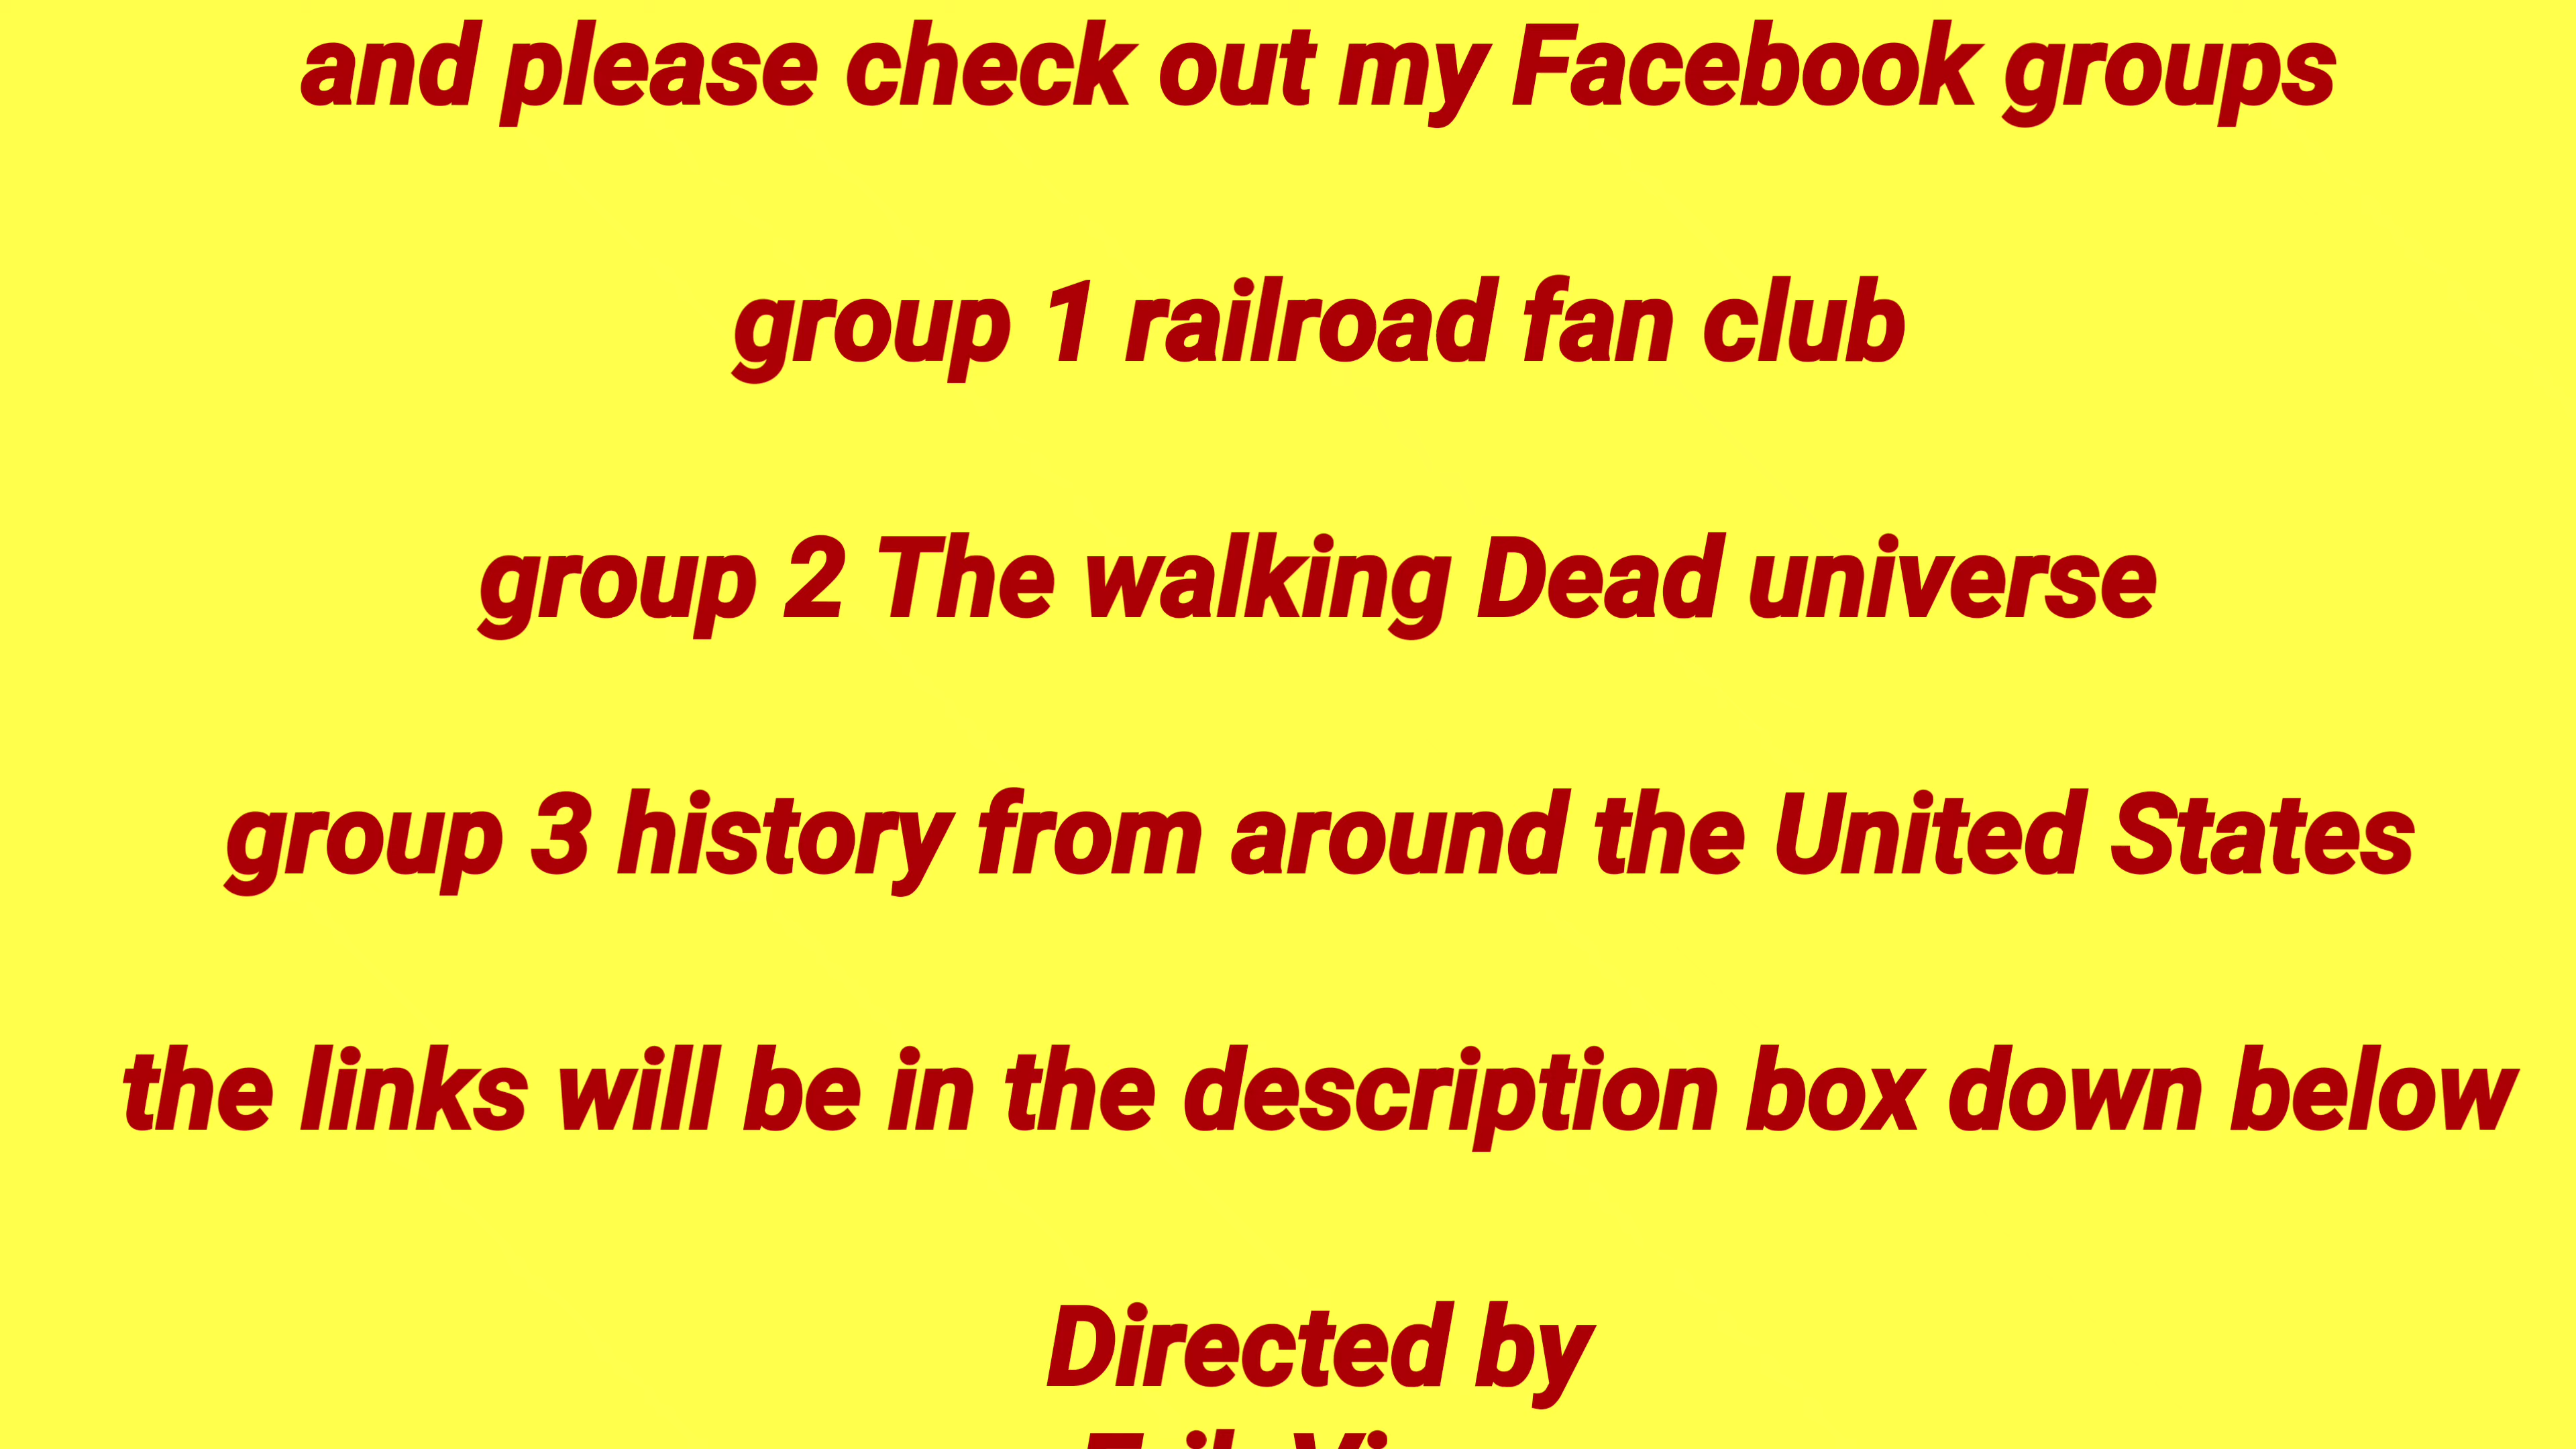 and please check out my Facebook groups
group 1 railroad fan club
group 2 The walking Dead universe
group 3 history from around the United States
the links will be in the description box down below
Directed by